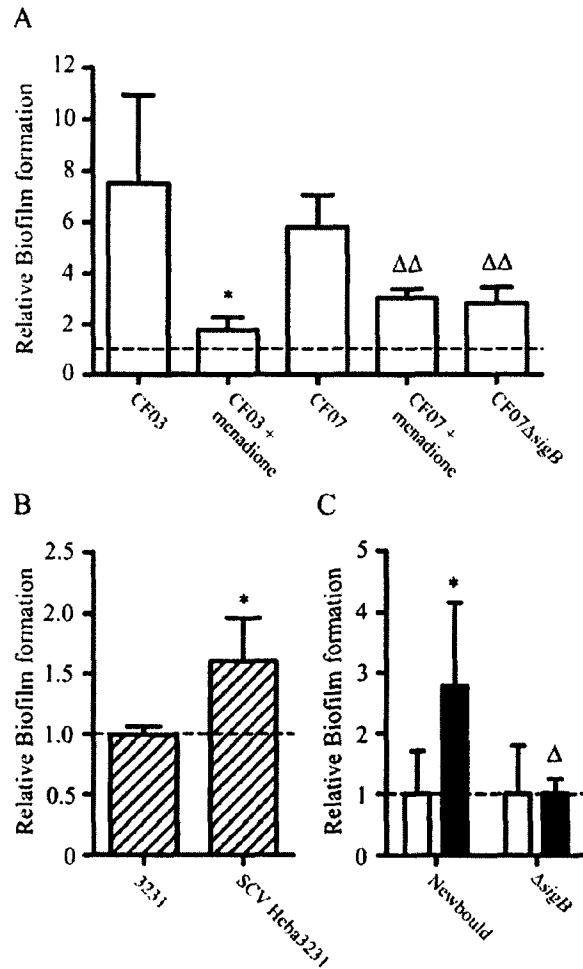 A
Relative Biofilm formation
12
10
8
6
4
2
0
*
ΔΔ
ΔΔ
CF03
CF03 +
menadione
CF07
CF07 +
menadione
CF07ΔsigB
B
Relative Biofilm formation
2.5
2.0
1.5
1.0
0.5
0
*
3231
SCV Heba3231
C
Relative Biofilm formation
5
4
3
2
1
0
*
Δ
Newbould
ΔsigB